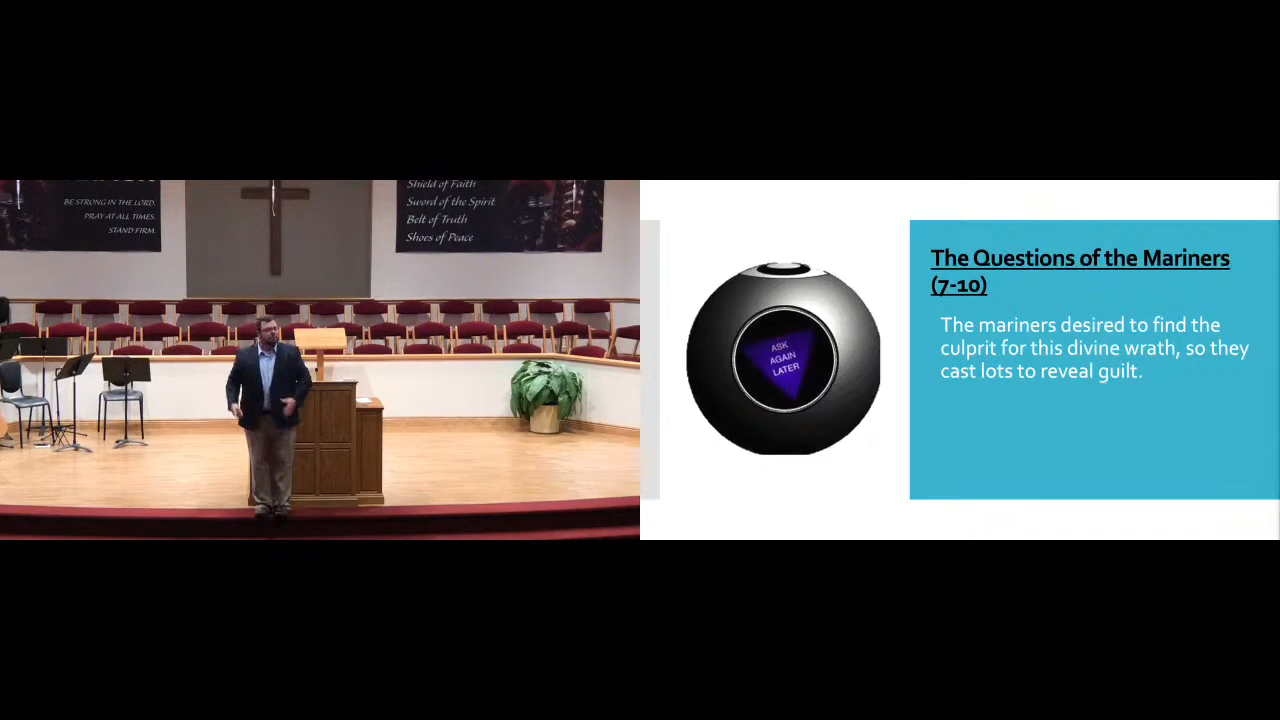 BE STRONG IN THE LORD.
PRAY AT ALL TIMES.
STAND FIRM.
Shield of Faith
Sword of the Spirit
Belt of Truth
Shoes of Peace
ASK
AGAIN
LATER
The Questions of the Mariners
(7-10)
The mariners desired to find the
culprit for this divine wrath, so they
cast lots to reveal guilt.